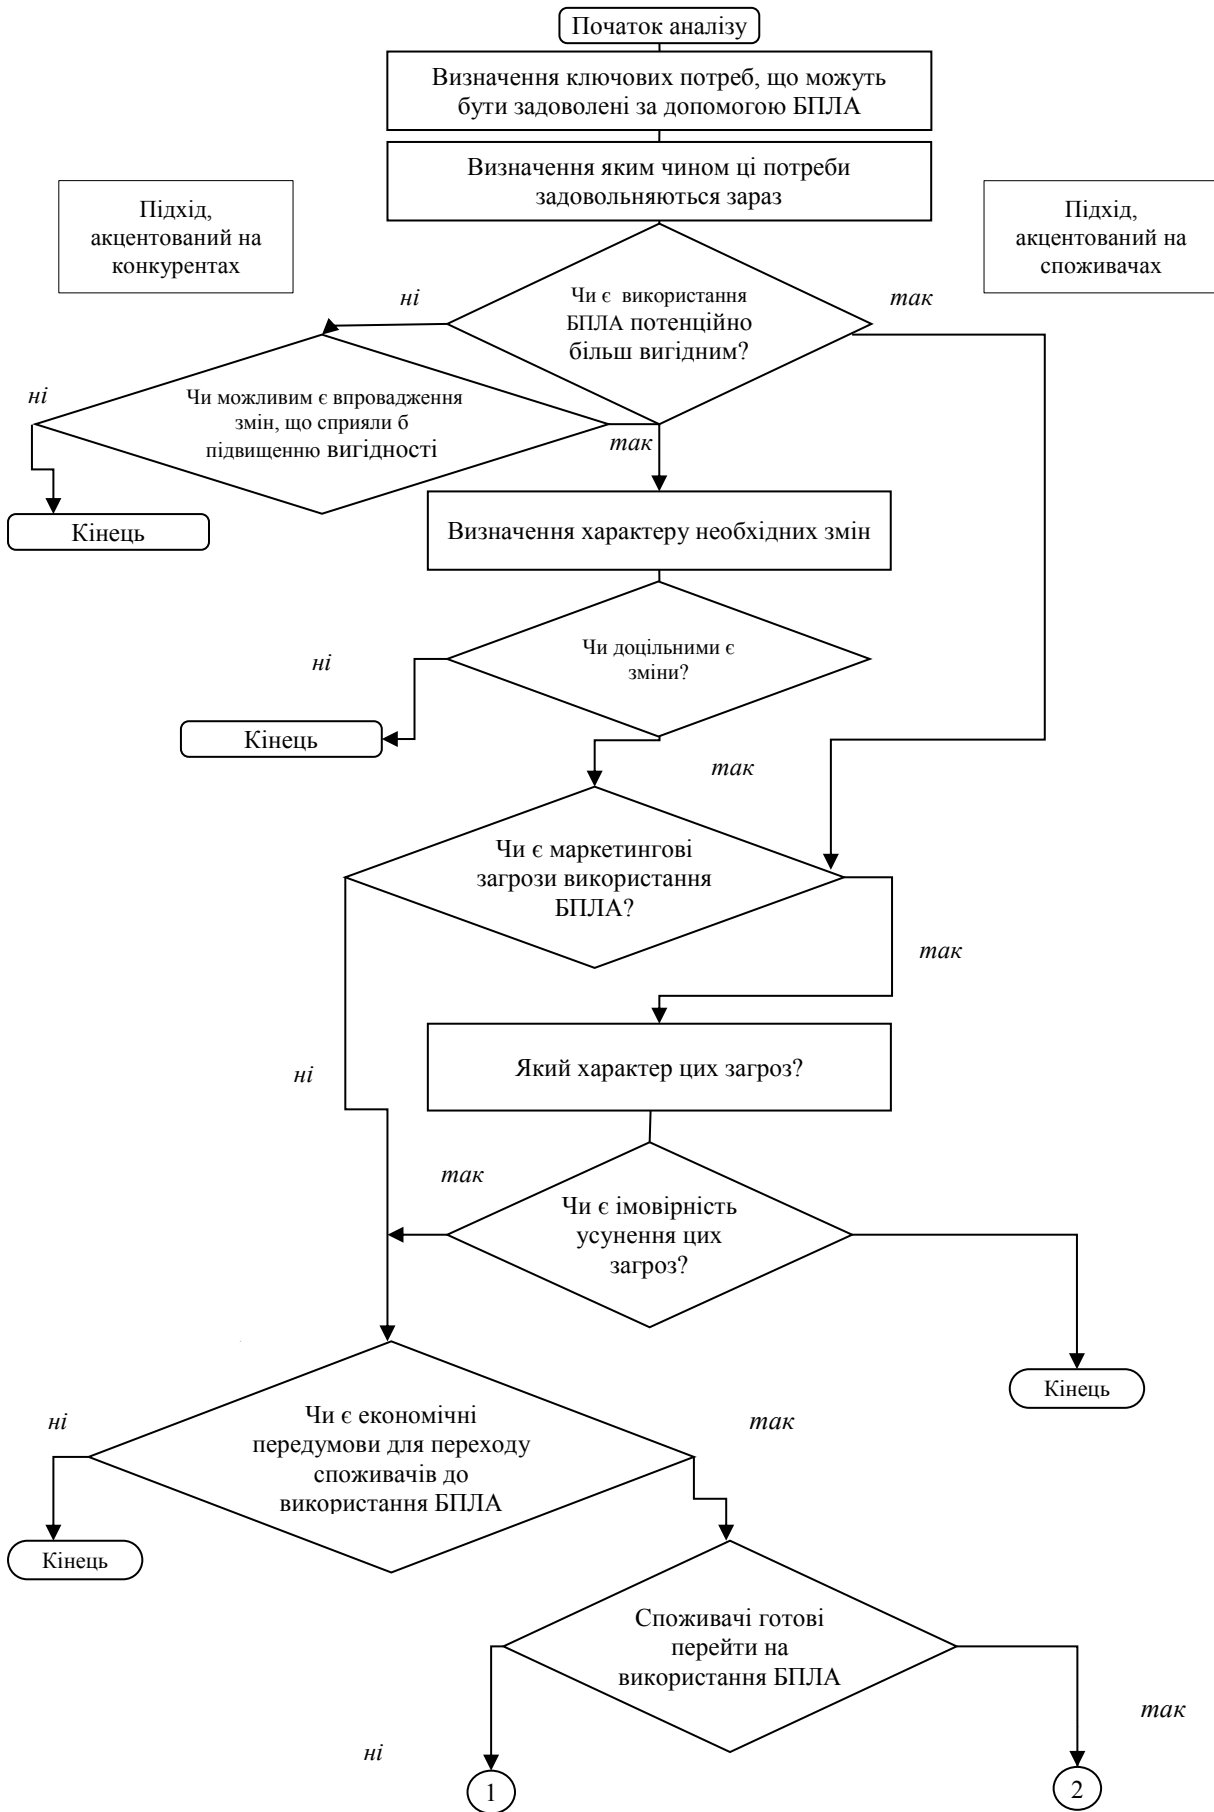 Початок аналізу
Визначення ключових потреб, що можуть
бути задоволені за допомогою БПЛА
Визначення яким чином ці потреби
задовольняються зараз
Підхід,
акцентований на
конкурентах
Підхід,
акцентований на
споживачах
Чи є використання
БПЛА потенційно
більш вигідним?
ні
так
Чи можливим є впровадження
змін, що сприяли б
підвищенню вигідності
ні
так
Кінець
Визначення характеру необхідних змін
Чи доцільними є
зміни?
ні
Кінець
так
Чи є маркетингові
загрози використання
БПЛА?
так
Який характер цих загроз?
ні
так
Чи є імовірність
усунення цих
загроз?
Кінець
Чи є економічні
передумови для переходу
споживачів до
використання БПЛА
ні
так
Кінець
Споживачі готові
перейти на
використання БПЛА
так
ні
1
2